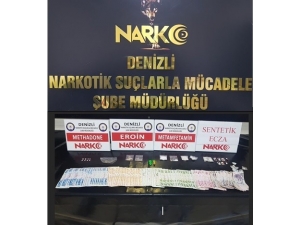 NARKO
DENİZLİ
NARKOTİK SUÇLARLA MÜCADELE
ŞUBE MÜDÜRLÜĞÜ
DENİZLİ
METHADONE
NARKO
DENİZLİ
EROİN
NARKO
DENİZLİ
METAMFETAMİN
NARKO
SENTETİK
ECZA
NARKO